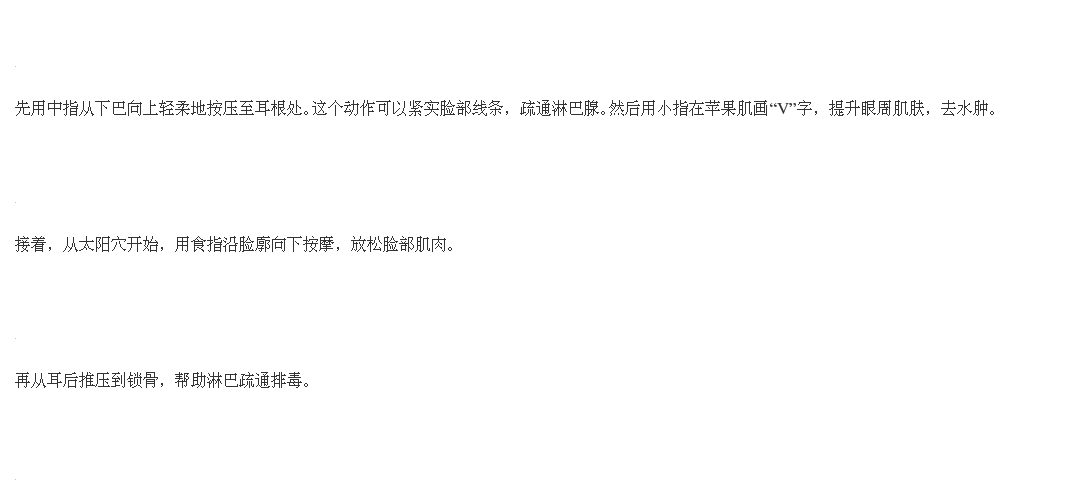 先用中指从下巴向上轻柔地按压至耳根处。这个动作可以紧实脸部线条，疏通淋巴腺。然后用小指在苹果肌画“V”字，提升眼周肌肤，去水肿。
接着，从太阳穴开始，用食指沿脸廓向下按摩，放松脸部肌肉。
再从耳后推压到锁骨，帮助淋巴疏通排毒。